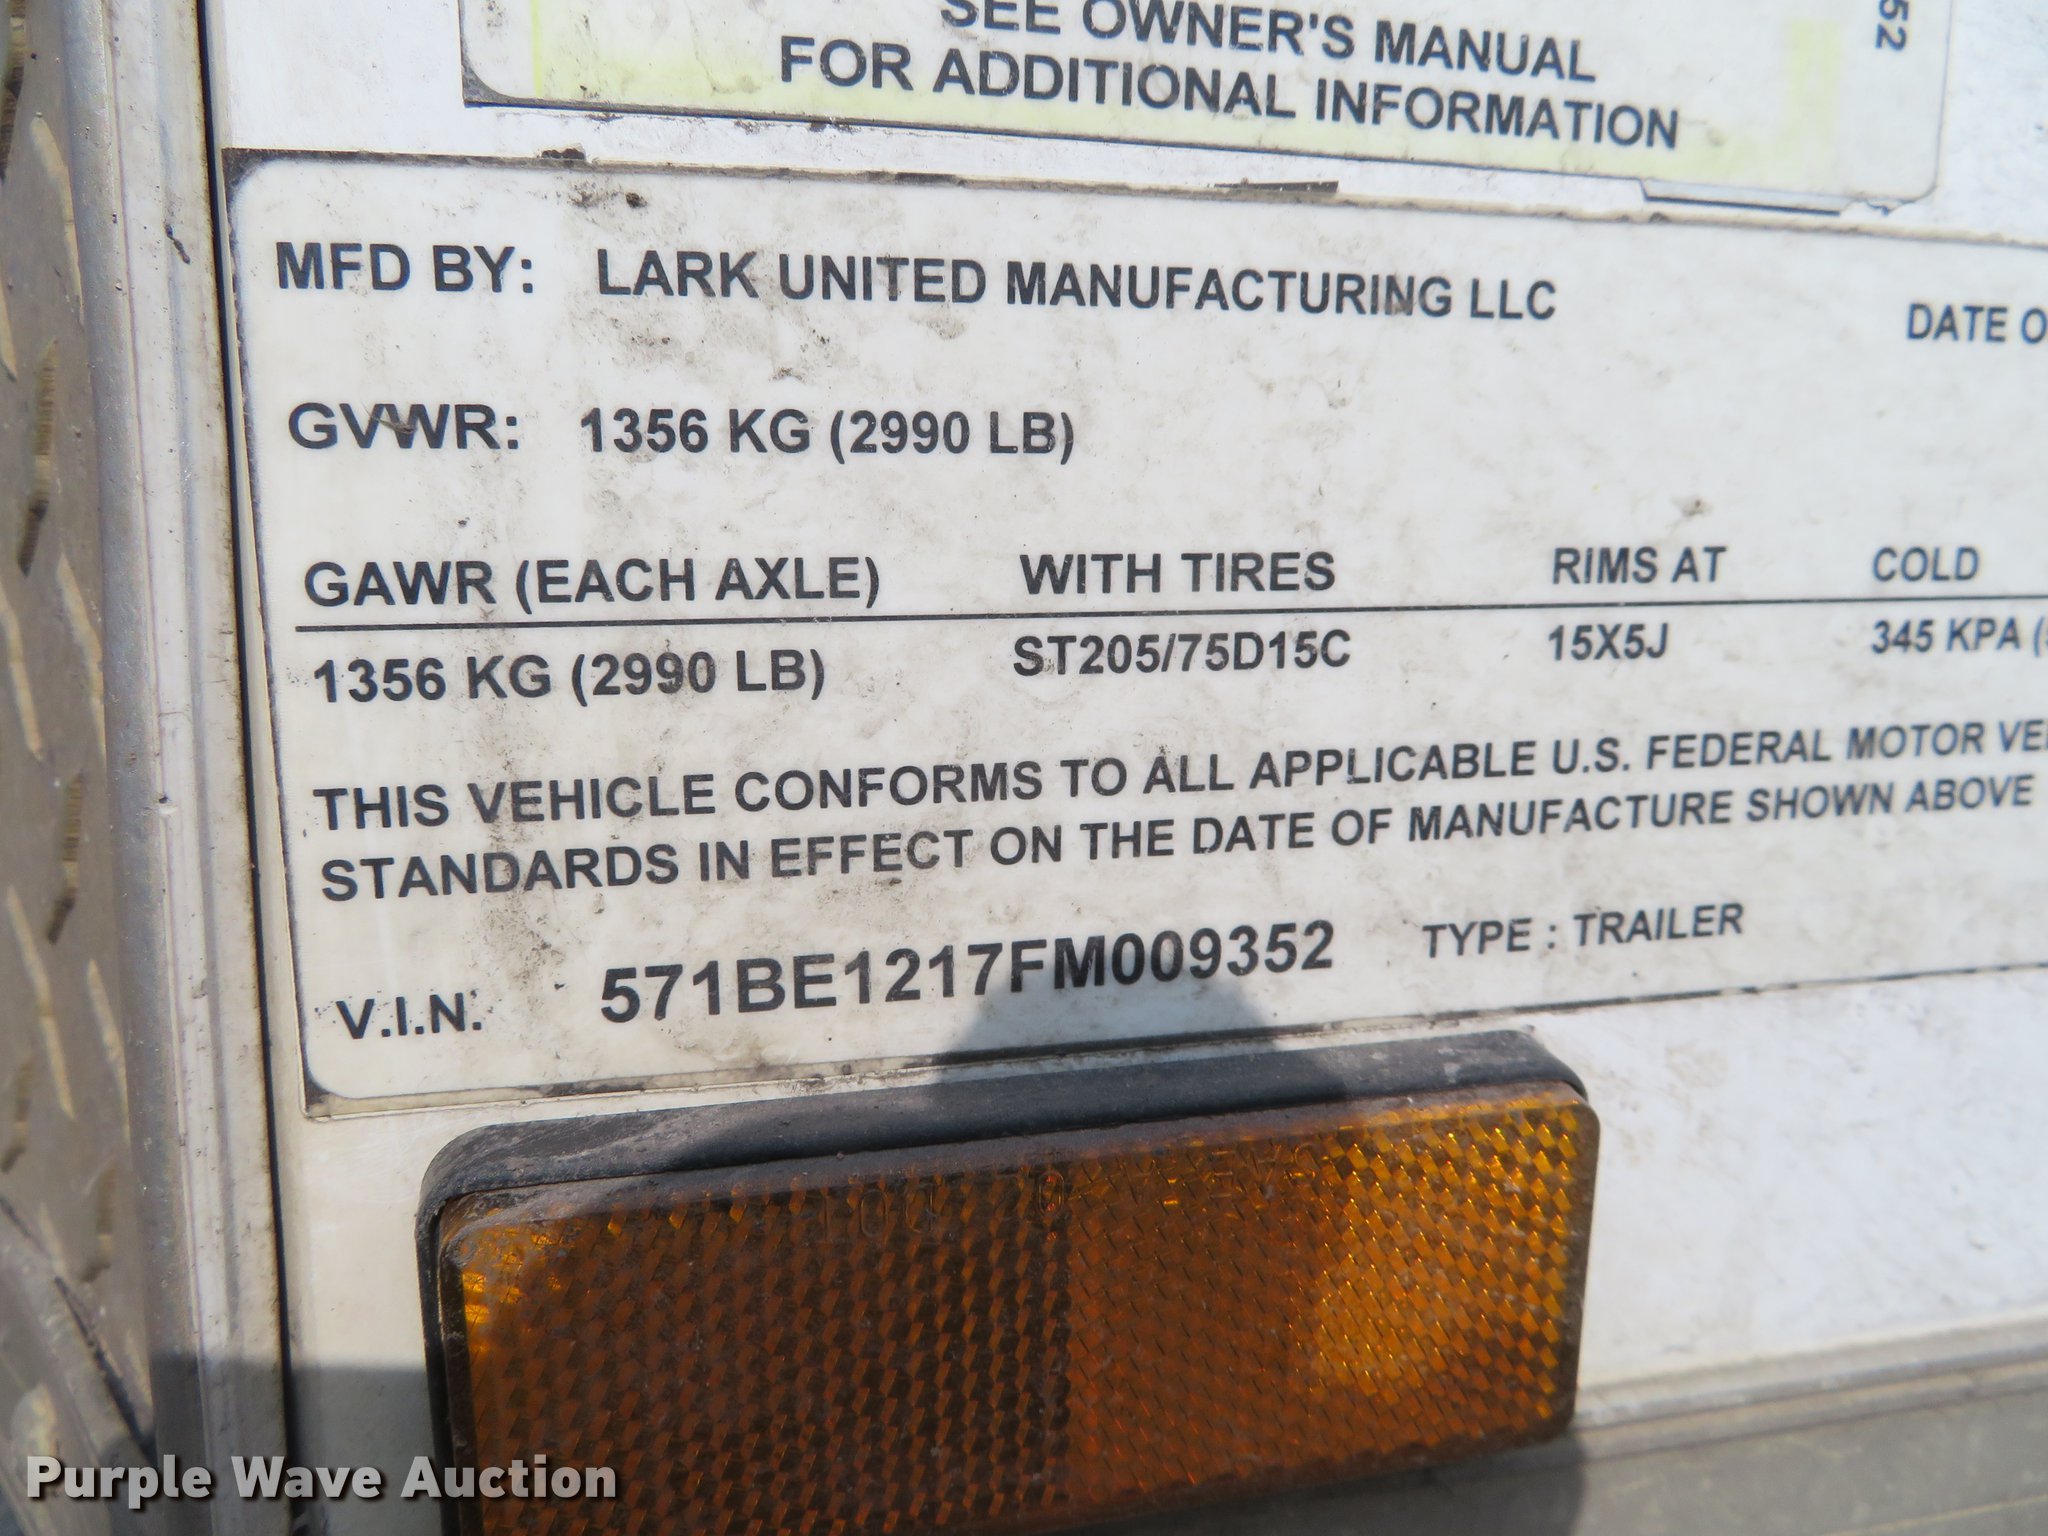 SEE OWNER'S MANUAL
FOR ADDITIONAL INFORMATION
52
MFD BY: LARK UNITED MANUFACTURING LLC
DATE O
GVWR: 1356 KG (2990 LB)
GAWR (EACH AXLE) WITH TIRES RIMS AT COLD
1356 KG (2990 LB) ST205/75D15C 15X5J 345 KPA (
THIS VEHICLE CONFORMS TO ALL APPLICABLE U.S. FEDERAL MOTOR VE
STANDARDS IN EFFECT ON THE DATE OF MANUFACTURE SHOWN ABOVE
V.I.N. 571BE1217FM009352 TYPE : TRAILER
Purple Wave Auction